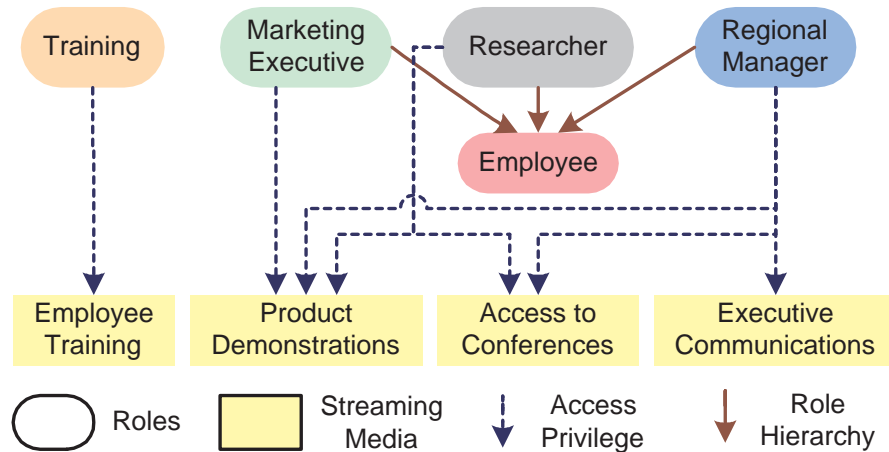 Training
Marketing
Executive
Researcher
Regional
Manager
Employee
Employee
Training
Product
Demonstrations
Access to
Conferences
Executive
Communications
Roles
Streaming
Media
Access
Privilege
Role
Hierarchy